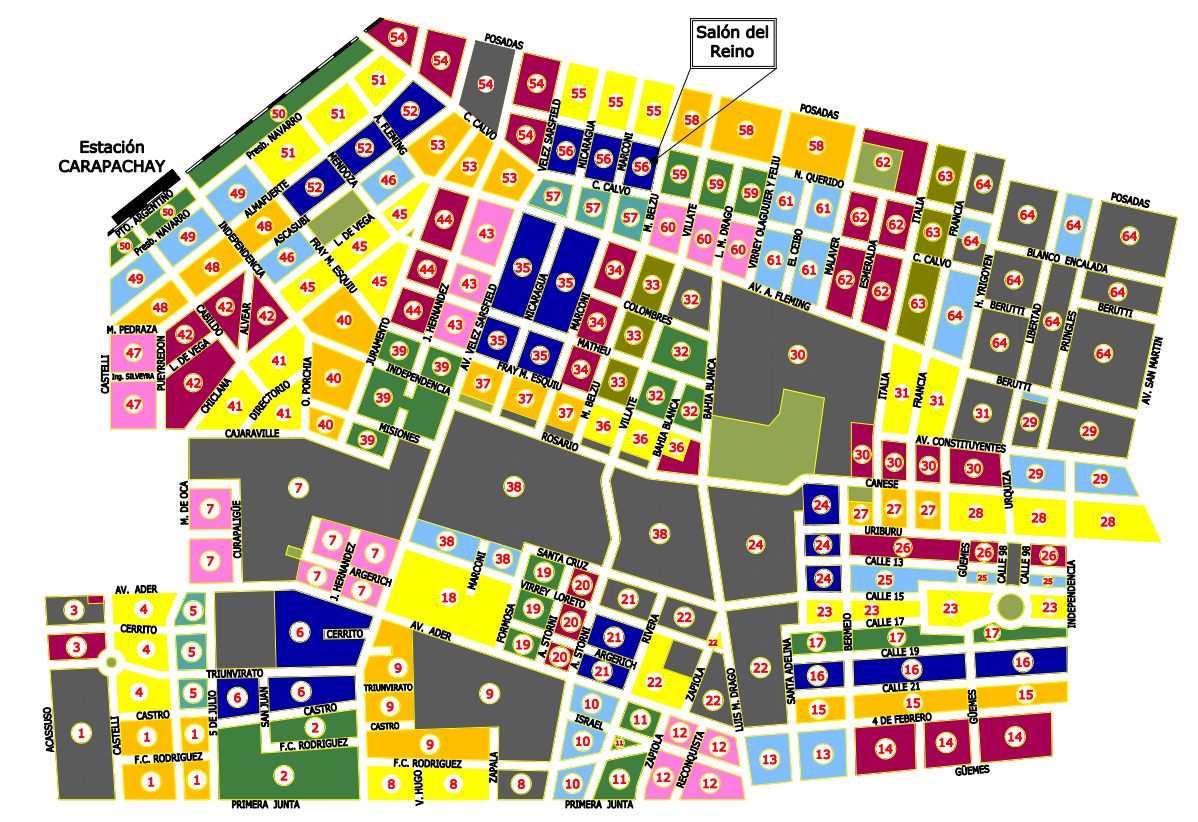 Salón del
Reino
POSADAS
54
54
54
54
55
55
55
58
58
POSADAS
58
62
63
64
51
51
50
Presb. NAVARRO
52
A. FLEMING
53
C. CALVO
54
VELEZ SARSFIELD
56
NICARAGUA
56
MARCONI
56
59
59
59
N. QUERIDO
ITALIA
FRANCIA
Estación
CARAPACHAY
51
52
MENDOZA
53
53
46
57
C. CALVO
57
57
M. BELZU
VILLATE
L. M. DRAGO
VIRREY OLAGUIJER Y FELIU
61
61
EL CEIBO
62
62
63
64
64
64
64
POSADAS
64
PTO. ARGENTINO
50
50
Presb. NAVARRO
49
49
49
ALMAFUERTE
52
48
ASCASUBI
INDEPENDENCIA
FRAY M. ESQUIU
L. DE VEGA
45
45
45
44
43
60
60
60
61
61
MALAVER
ESMERALDA
62
62
C. CALVO
63
H. YRIGOYEN
BLANCO ENCALADA
64
BERUTTI
64
BERUTTI
48
48
46
44
43
35
35
34
33
32
AV. A. FLEMING
64
64
LIBERTAD
64
PRINGLES
64
AV. SAN MARTIN
M. PEDRAZA
CASTELLI
47
Ing. SILVEYRA
47
PUEYRREDON
42
CABILDO
42
ALVEAR
42
L. DE VEGA
42
CHICLANA
41
41
DIRECTORIO
41
O. PORCHIA
40
40
40
JURAMENTO
44
J. HERNANDEZ
43
AV. VELEZ SARSFIELD
NICARAGUA
MARCONI
COLOMBRES
34
MATHEU
33
32
30
39
39
INDEPENDENCIA
39
39
MISIONES
35
35
FRAY M. ESQUIU
34
37
37
37
M. BELZU
33
VILLATE
32
32
BAHIA BLANCA
BAHIA BLANCA
ITALIA
31
FRANCIA
31
31
BERUTTI
29
29
CAJARAVILLE
ROSARIO
36
36
36
AV. CONSTITUYENTES
30
30
30
30
CANESE
URQUIZA
29
29
M. DE OCA
7
7
CURAPALIGÜE
7
38
38
24
24
27
27
27
28
28
28
URIBURU
7
7
7
7
J. HERNANDEZ
ARGERICH
38
38
MARCONI
SANTA CRUZ
24
24
24
26
GÜEMES
26
CALLE 98
CALLE 98
26
CALLE 13
25
25
25
INDEPENDENCIA
AV. ADER
3
3
4
4
4
5
5
5
CERRITO
6
CERRITO
18
AV. ADER
FORMOSA
19
19
19
VIRREY LORETO
20
20
20
A. STORNI
A. STORNI
21
21
21
ARGERICH
RIVERA
22
22
22
22
22
ZAPIOLA
LUIS M. DRAGO
CALLE 15
23
23
23
23
BERMEJO
CALLE 17
17
17
17
CALLE 19
SANTA ADELINA
16
16
16
CALLE 21
TRIUNVIRATO
6
6
SAN JUAN
CASTRO
5 DE JULIO
9
TRIUNVIRATO
9
CASTRO
9
9
15
15
15
4 DE FEBRERO
GÜEMES
ACASSUSO
1
CASTELLI
CASTRO
1
1
F.C. RODRIGUEZ
1
1
2
F.C. RODRIGUEZ
2
PRIMERA JUNTA
F.C. RODRIGUEZ
8
V. HUGO
8
ZAPALA
8
10
ISRAEL
10
10
11
11
11
ZAPIOLA
12
12
12
12
RECONQUISTA
PRIMERA JUNTA
13
13
14
14
14
GÜEMES